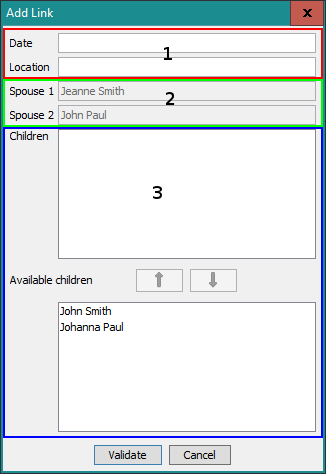 Add Link
X
Date
1
Location
Spouse 1 Jeanne Smith
2
Spouse 2 John Paul
Children
3
Available children
John Smith
Johanna Paul
Validate Cancel